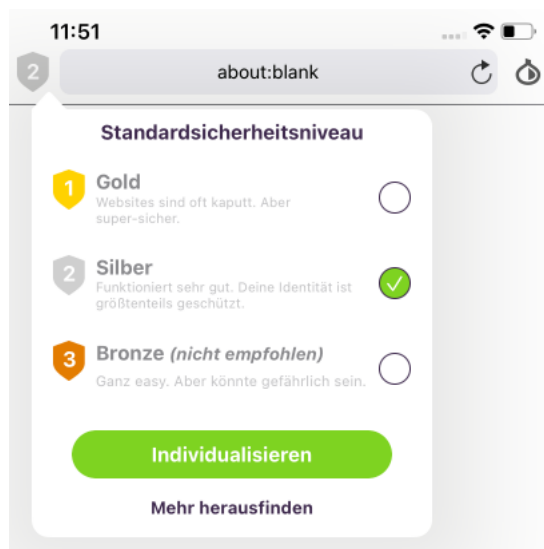 11:51
2
about:blank
Standardsicherheitsniveau
1
Gold
Websites sind oft kaputt. Aber
super-sicher.
2
Silber
Funktioniert sehr gut. Deine Identität ist
größtenteils geschützt.
3
Bronze (nicht empfohlen)
Ganz easy. Aber könnte gefährlich sein.
Individualisieren
Mehr herausfinden